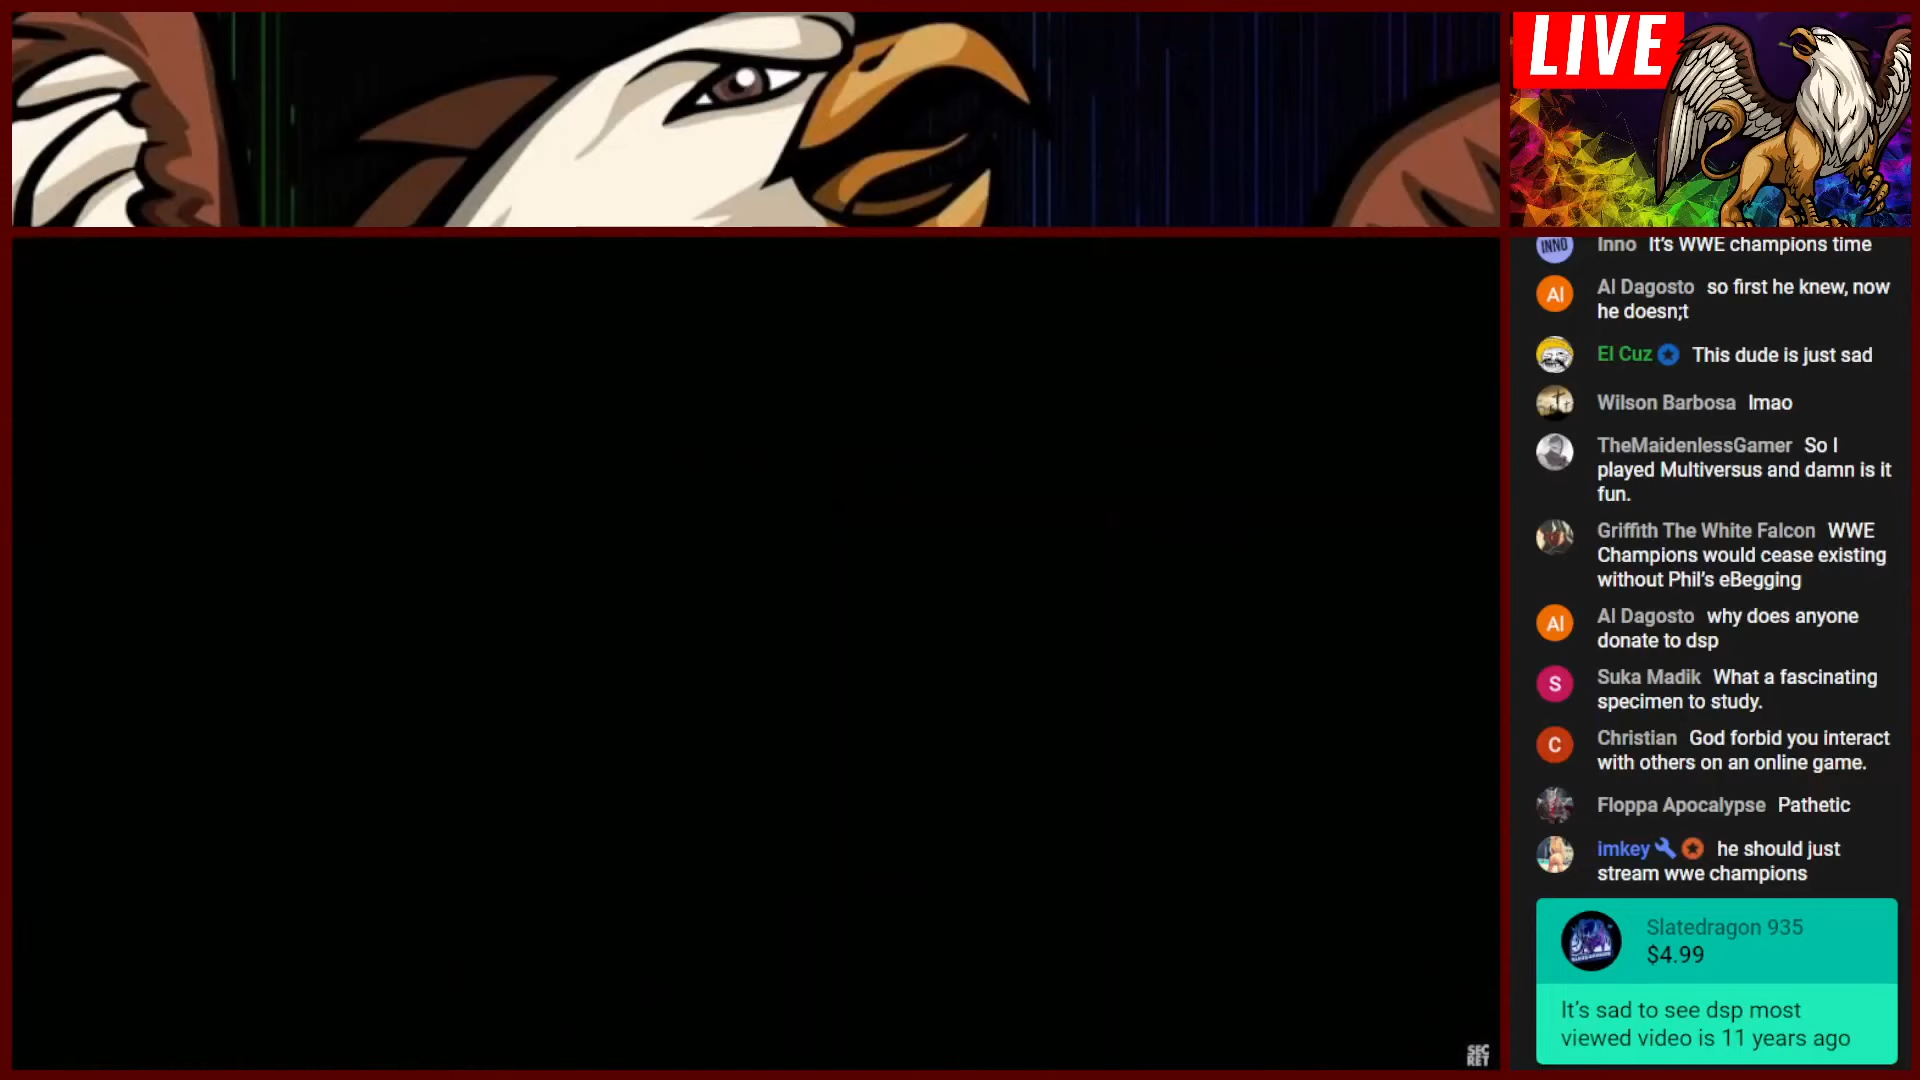 LIVE
INNO
Inno It's WWE champions time
Al
Al Dagosto so first he knew, now
he doesn;t
El Cuz This dude is just sad
Wilson Barbosa lmao
TheMaidenlessGamer So I
played Multiversus and damn is it
fun.
Griffith The White Falcon WWE
Champions would cease existing
without Phil's eBegging
Al
Al Dagosto why does anyone
donate to dsp
S
Suka Madik What a fascinating
specimen to study.
C
Christian God forbid you interact
with others on an online game.
Floppa Apocalypse Pathetic
imkey he should just
stream wwe champions
Slatedragon 935
$4.99
It's sad to see dsp most
viewed video is 11 years ago
SEC
RET